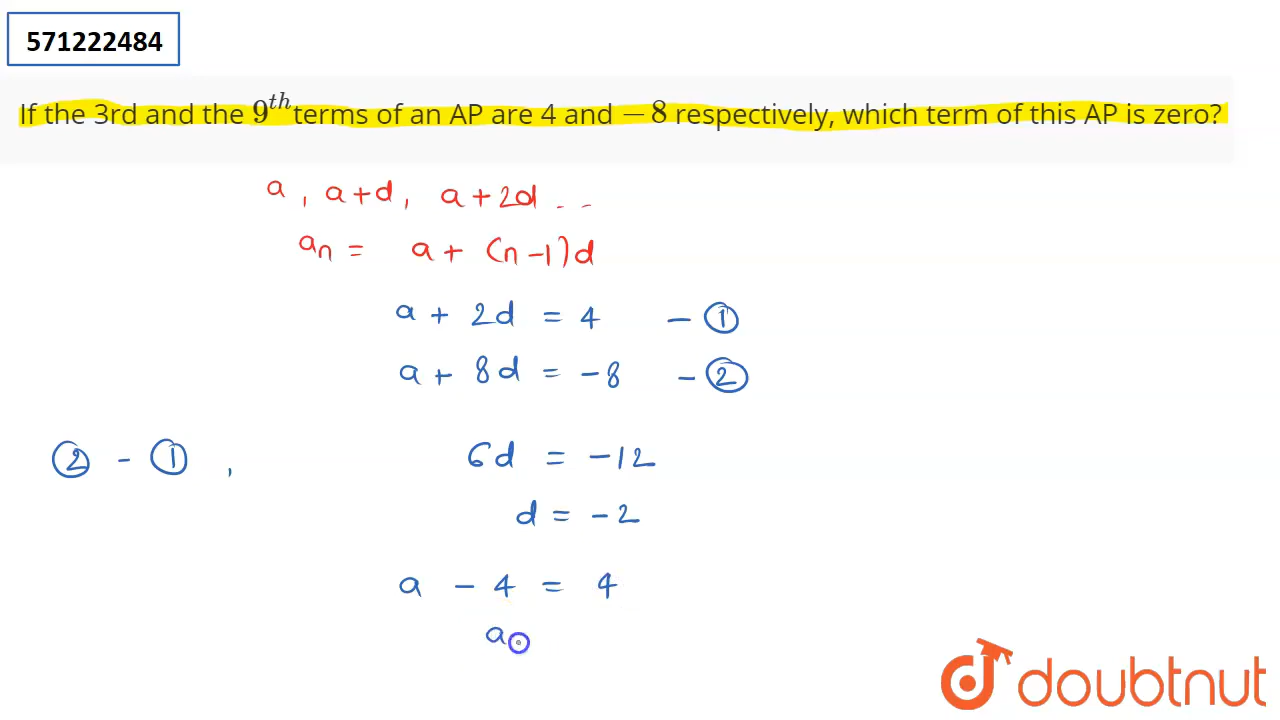 571222484
If the 3rd and the 9^{th} terms of an AP are 4 and −8 respectively, which term of this AP is zero?
a , a+d, a+2d . . .
an = a + (n-1)d
a + 2d = 4 - ①
a + 8d = -8 - ②
② - ① , 6d = -12
d = -2
a - 4 = 4
a
doubtnut